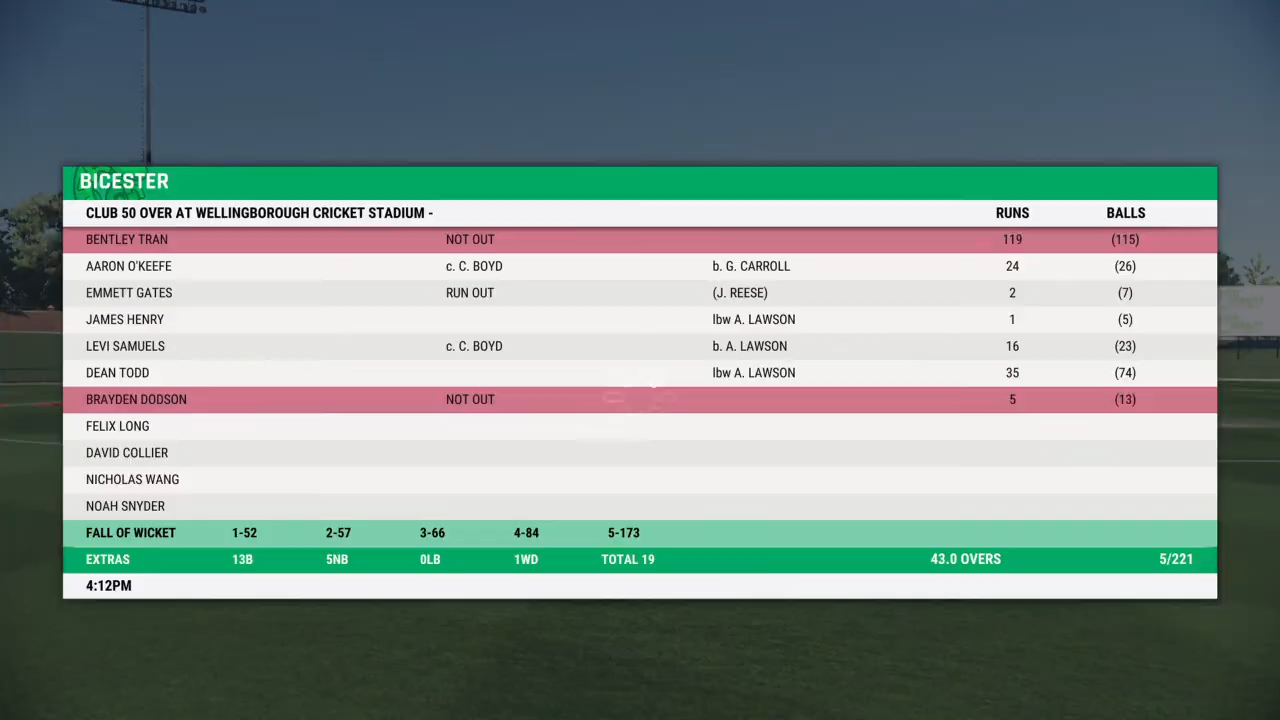 BICESTER
CLUB 50 OVER AT WELLINGBOROUGH CRICKET STADIUM - RUNS BALLS
BENTLEY TRAN NOT OUT 119 (115)
AARON O'KEEFE c. C. BOYD b. G. CARROLL 24 (26)
EMMETT GATES RUN OUT (J. REESE) 2 (7)
JAMES HENRY lbw A. LAWSON 1 (5)
LEVI SAMUELS c. C. BOYD b. A. LAWSON 16 (23)
DEAN TODD lbw A. LAWSON 35 (74)
BRAYDEN DODSON NOT OUT 5 (13)
FELIX LONG
DAVID COLLIER
NICHOLAS WANG
NOAH SNYDER
FALL OF WICKET 1-52 2-57 3-66 4-84 5-173
EXTRAS 13B 5NB 0LB 1WD TOTAL 19 43.0 OVERS 5/221
4:12PM